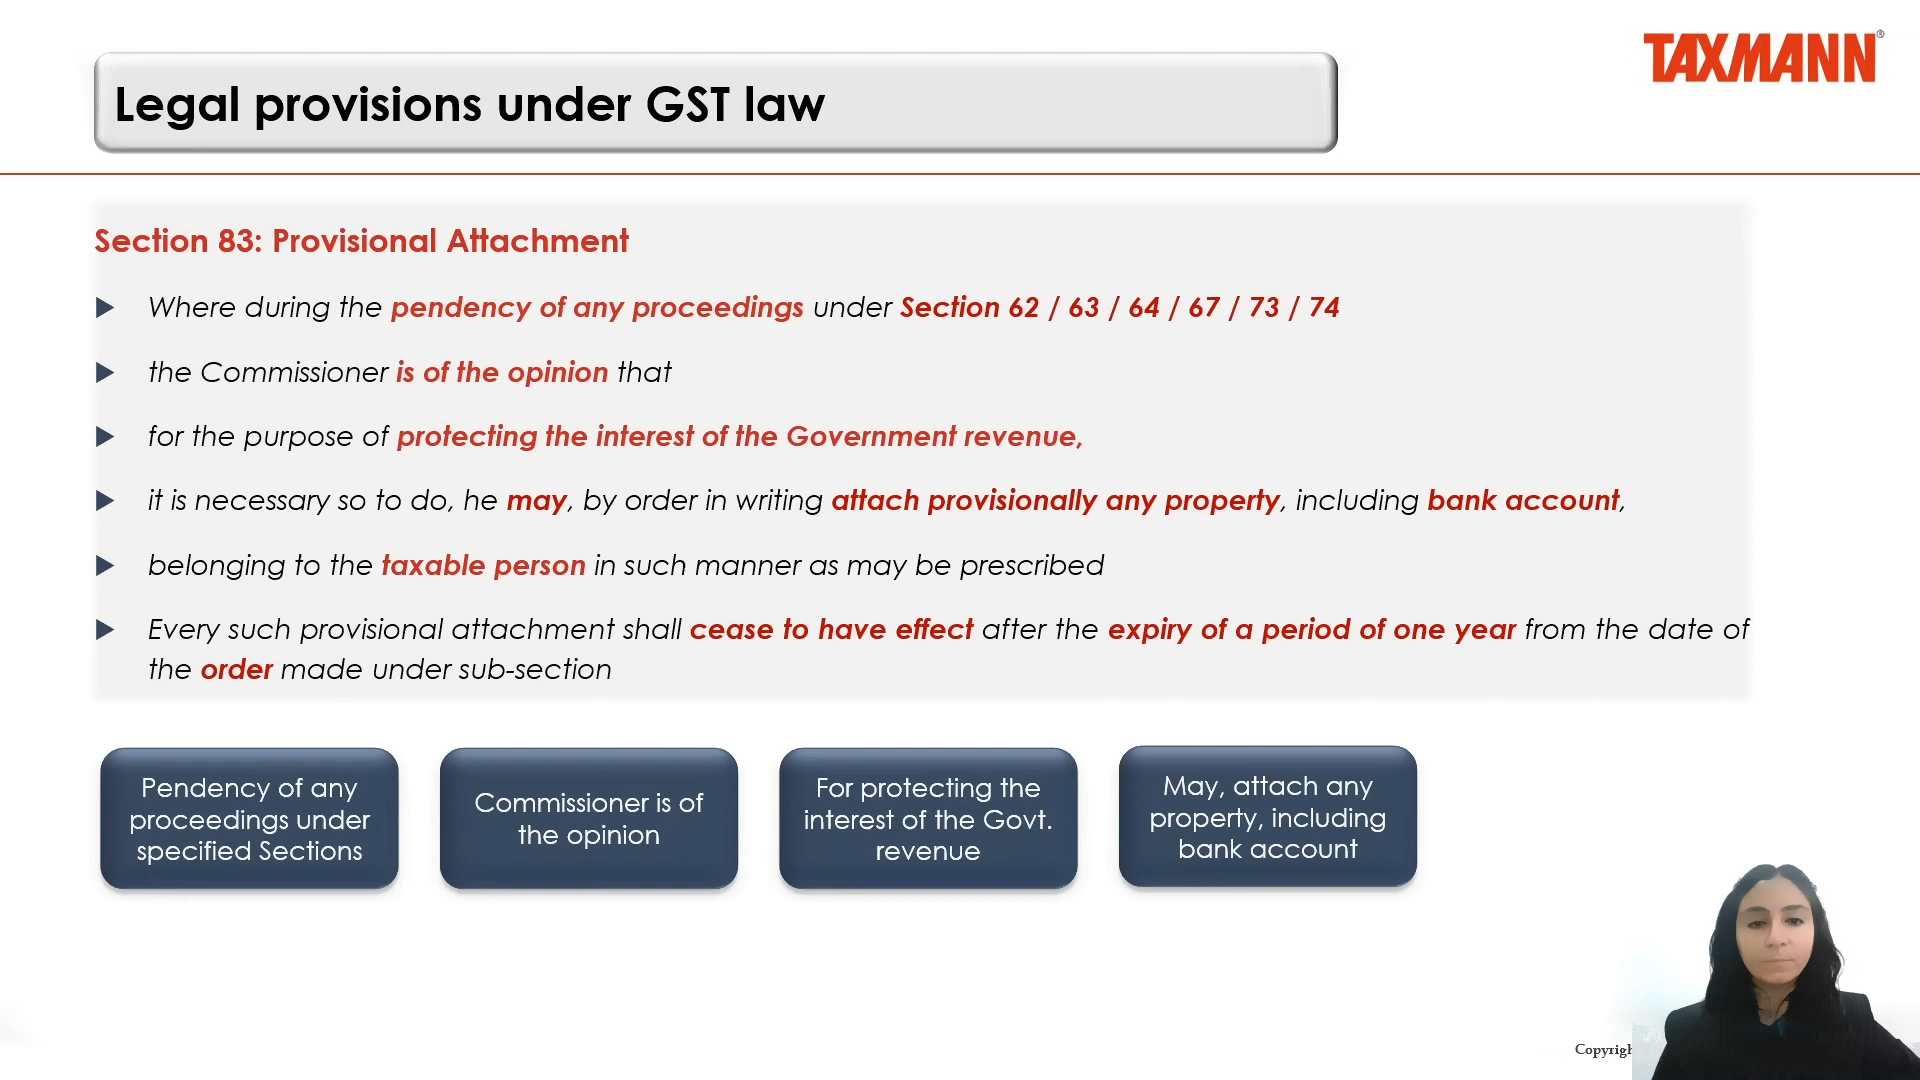 TAXMANN®
Legal provisions under GST law
Section 83: Provisional Attachment
Where during the pendency of any proceedings under Section 62 / 63 / 64 / 67 / 73 / 74
the Commissioner is of the opinion that
for the purpose of protecting the interest of the Government revenue,
it is necessary so to do, he may, by order in writing attach provisionally any property, including bank account,
belonging to the taxable person in such manner as may be prescribed
Every such provisional attachment shall cease to have effect after the expiry of a period of one year from the date of
the order made under sub-section
Pendency of any
proceedings under
specified Sections
Commissioner is of
the opinion
For protecting the
interest of the Govt.
revenue
May, attach any
property, including
bank account